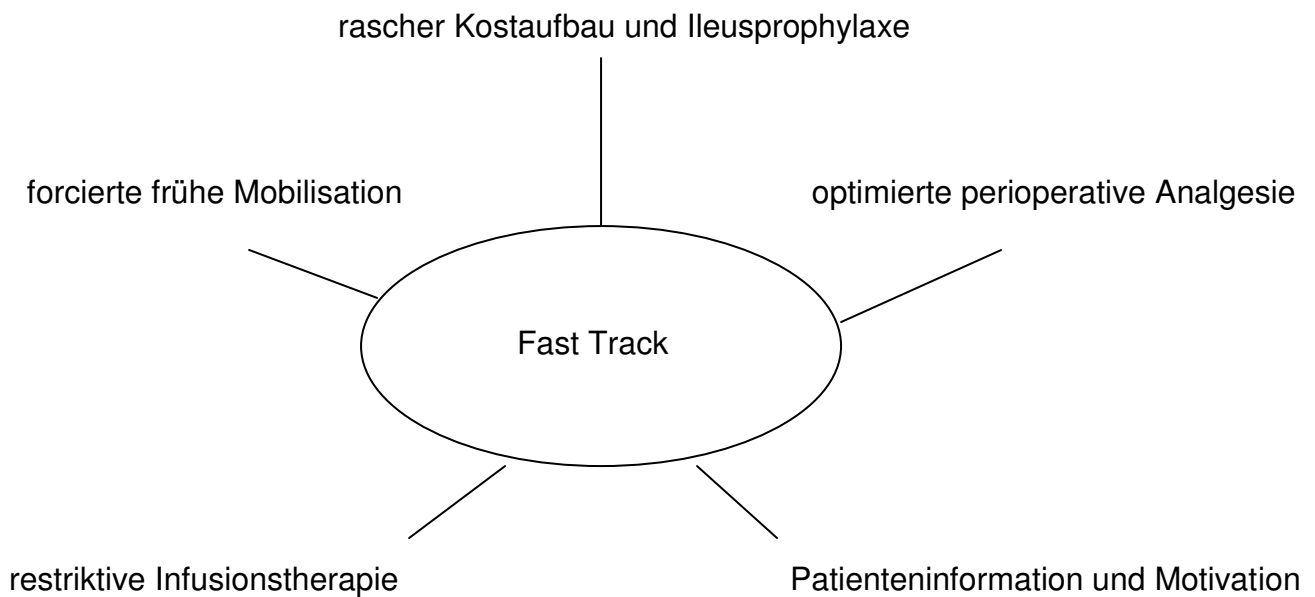 rascher Kostaufbau und Ileusprophylaxe
forcierte frühe Mobilisation
optimierte perioperative Analgesie
Fast Track
restriktive Infusionstherapie
Patienteninformation und Motivation